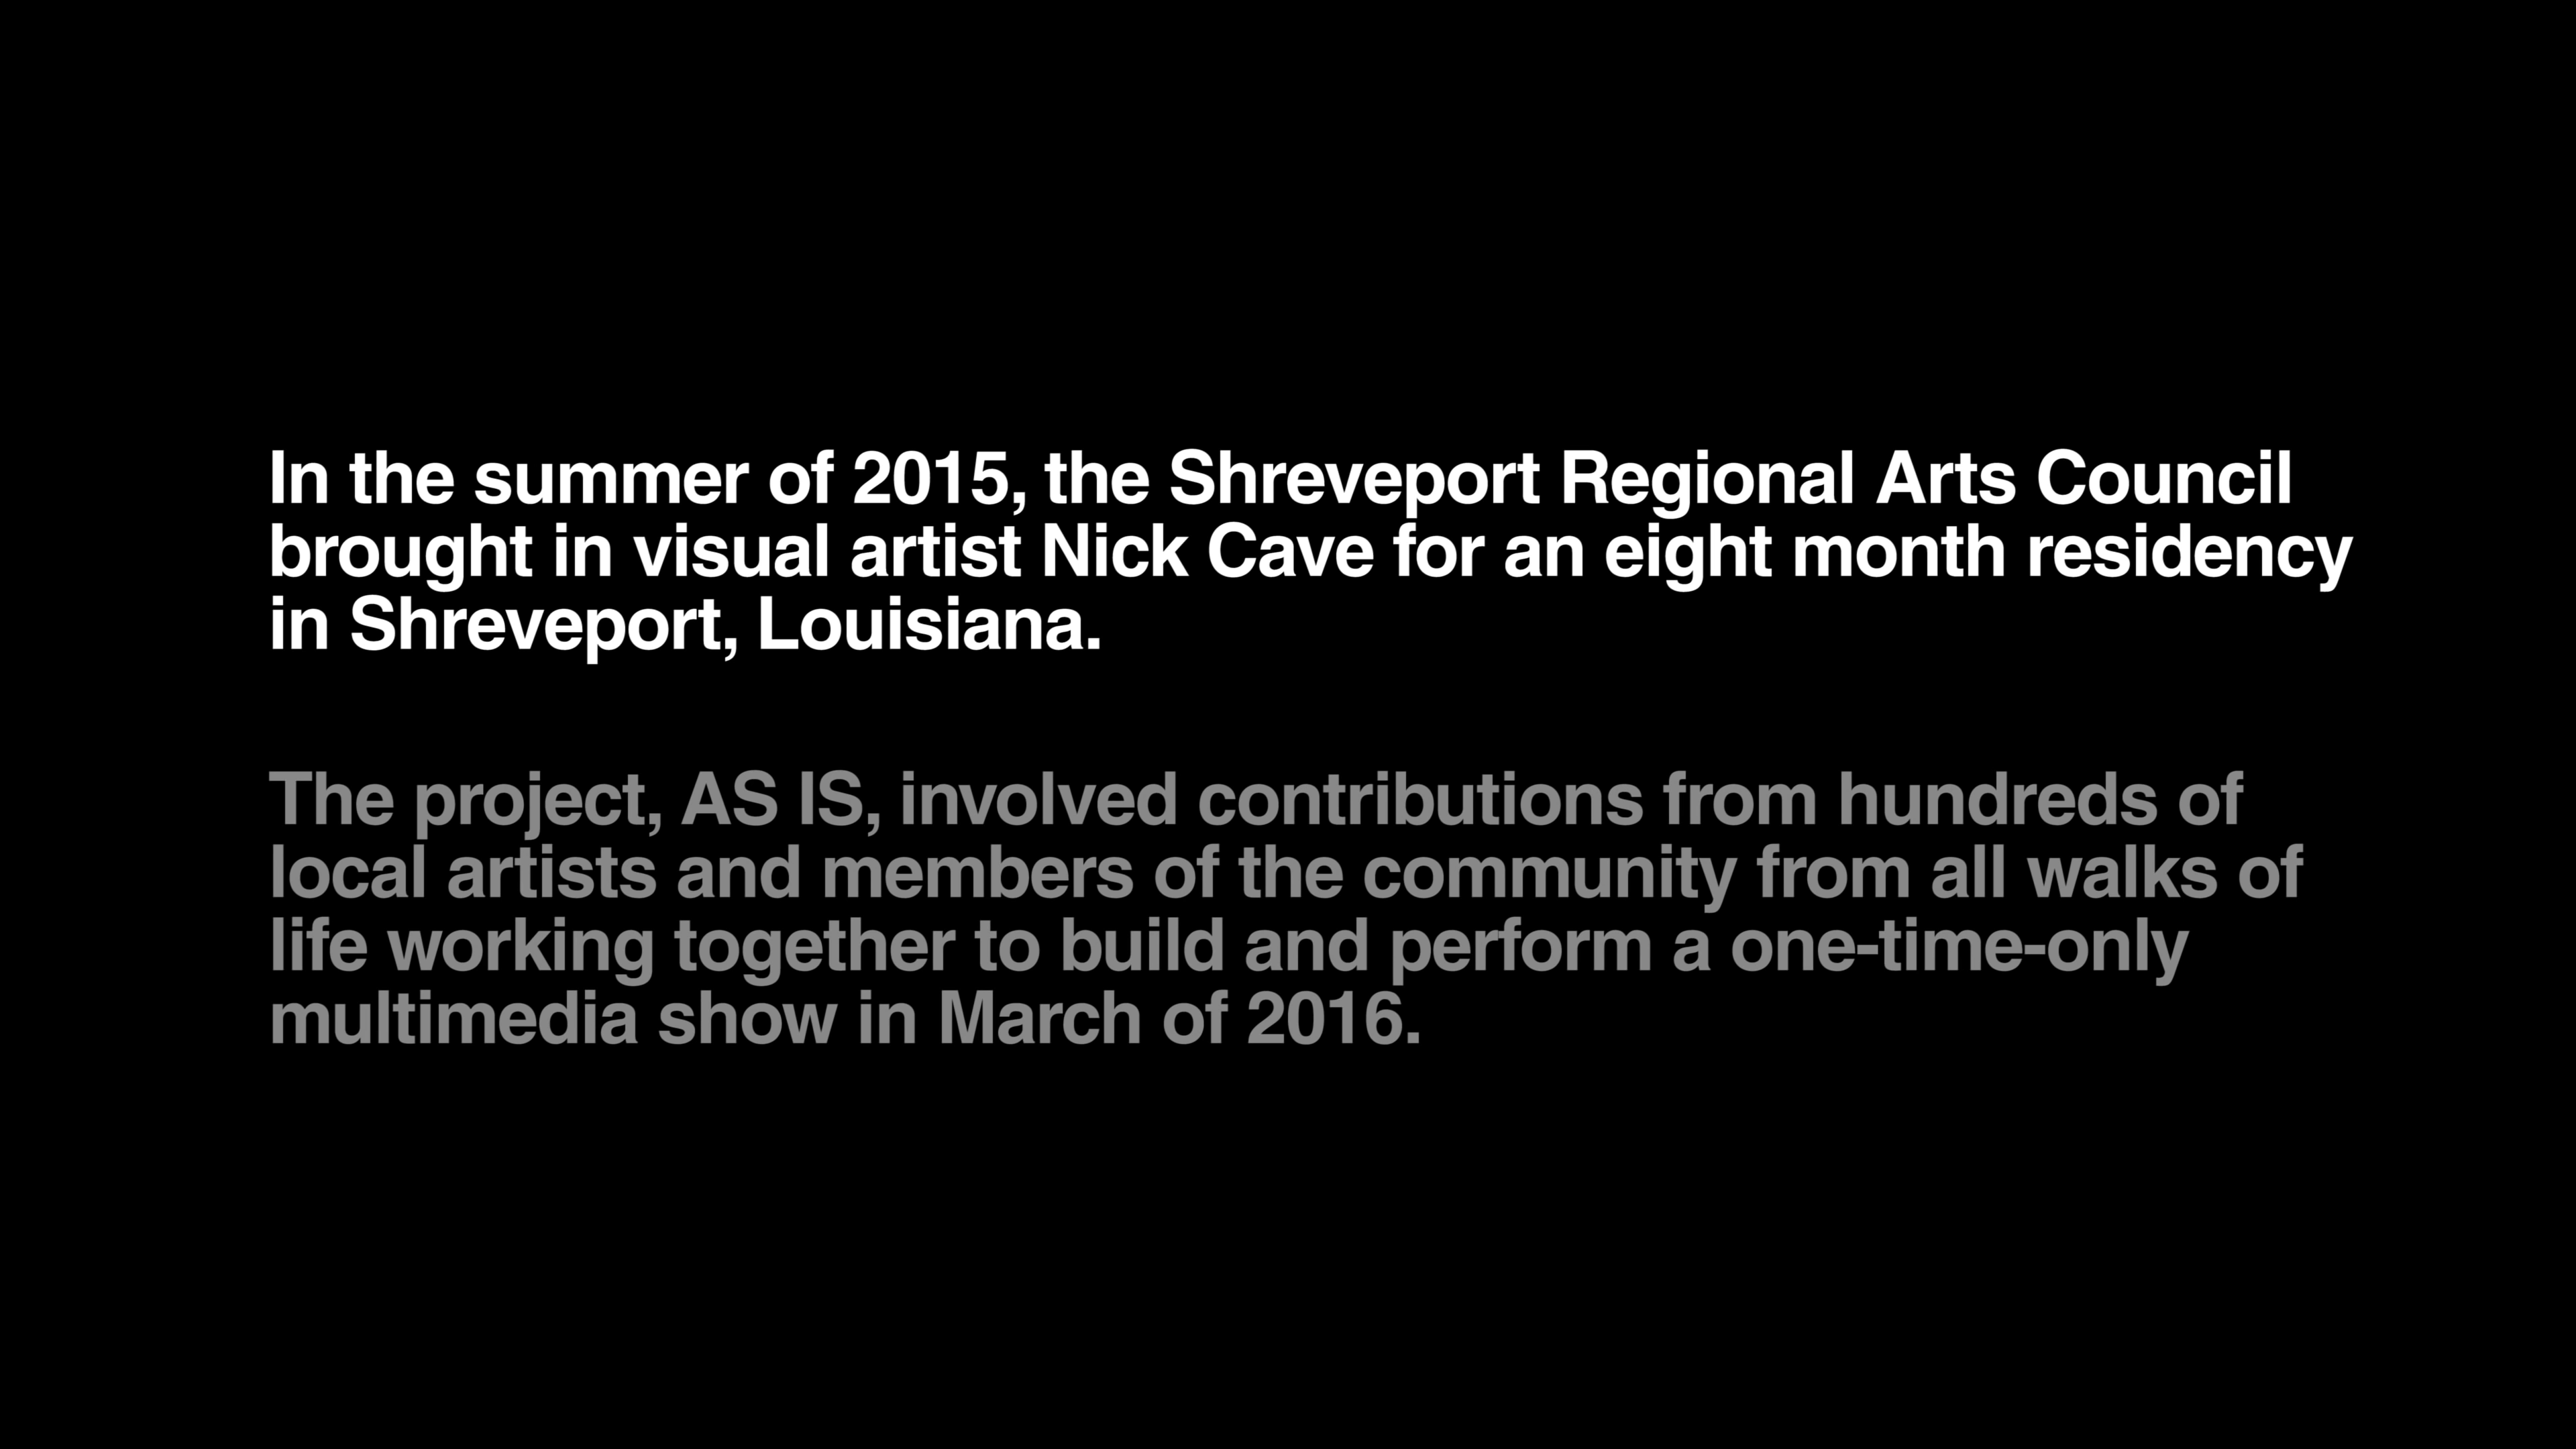 In the summer of 2015, the Shreveport Regional Arts Council
brought in visual artist Nick Cave for an eight month residency
in Shreveport, Louisiana.
The project, AS IS, involved contributions from hundreds of
local artists and members of the community from all walks of
life working together to build and perform a one-time-only
multimedia show in March of 2016.